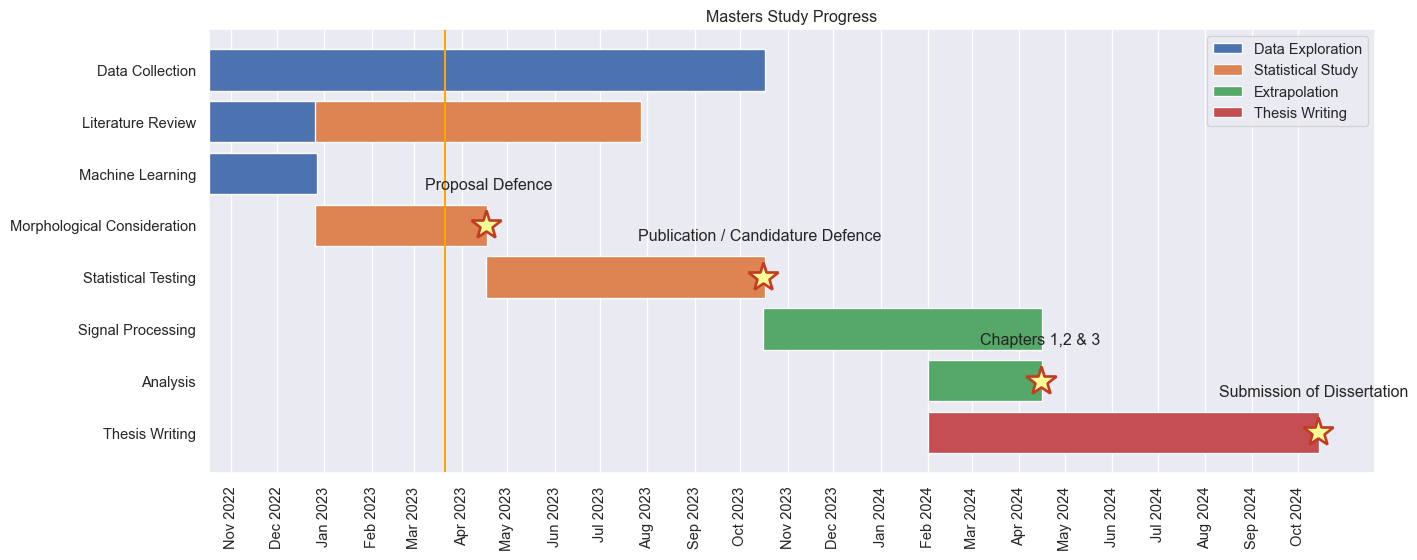 Masters Study Progress
Data Exploration
Statistical Study
Extrapolation
Thesis Writing
Data Collection
Literature Review
Machine Learning
Proposal Defence
Morphological Consideration
Publication / Candidature Defence
Statistical Testing
Signal Processing
Chapters 1,2 & 3
Analysis
Submission of Dissertation
Thesis Writing
Nov 2022
Dec 2022
Jan 2023
Feb 2023
Mar 2023
Apr 2023
May 2023
Jun 2023
Jul 2023
Aug 2023
Sep 2023
Oct 2023
Nov 2023
Dec 2023
Jan 2024
Feb 2024
Mar 2024
Apr 2024
May 2024
Jun 2024
Jul 2024
Aug 2024
Sep 2024
Oct 2024